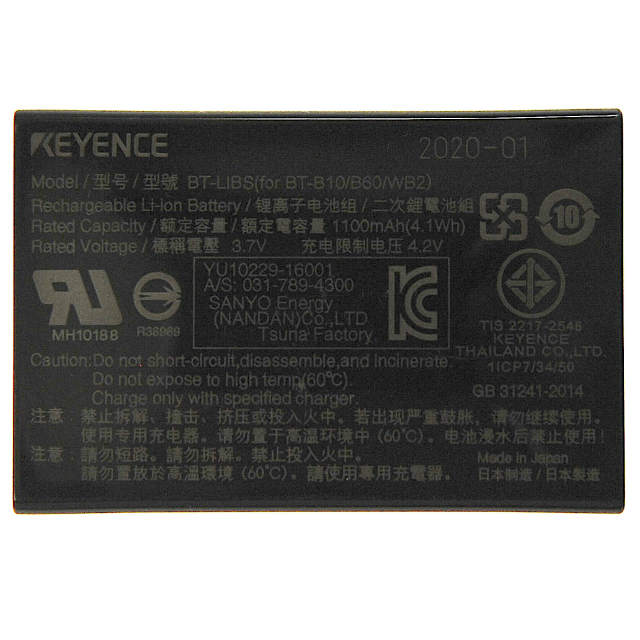 KEYENCE 2020-01
Model/型号/型號 BT-LIBS(for BT-B10/B60/WB2)
Rechargeable Li-ion Battery/锂离子电池组/二次鋰電池組
Rated Capacity/额定容量/額定電容量 1100mAh(4.1Wh)
Rated Voltage/標稱電壓 3.7V 充电限制电压 4.2V
10
RU
MH10188
R38989
YU10229-16001
A/S: 031-789-4300
SANYO Energy
(NANDAN)Co.,LTD.
Tsuna Factory.
TIS 2217-2548
KEYENCE
THAILAND CO.,LTD.
1ICP7/34/50
GB 31241-2014
Caution:Do not short-circuit,disassemble,and incinerate.
Do not expose to high temp(60°C).
Charge only with specified charger.
注意：禁止拆解、撞击、挤压或投入火中。若出现严重鼓胀，请勿继续使用。
使用专用充电器。请勿置于高温环境中（60°C）。电池浸水后禁止使用！
注意：請勿短路。請勿拆解。禁止投入火中。
請勿置放於高溫環境（60°C）。請使用專用充電器。
Made in Japan
日本制造/日本製造